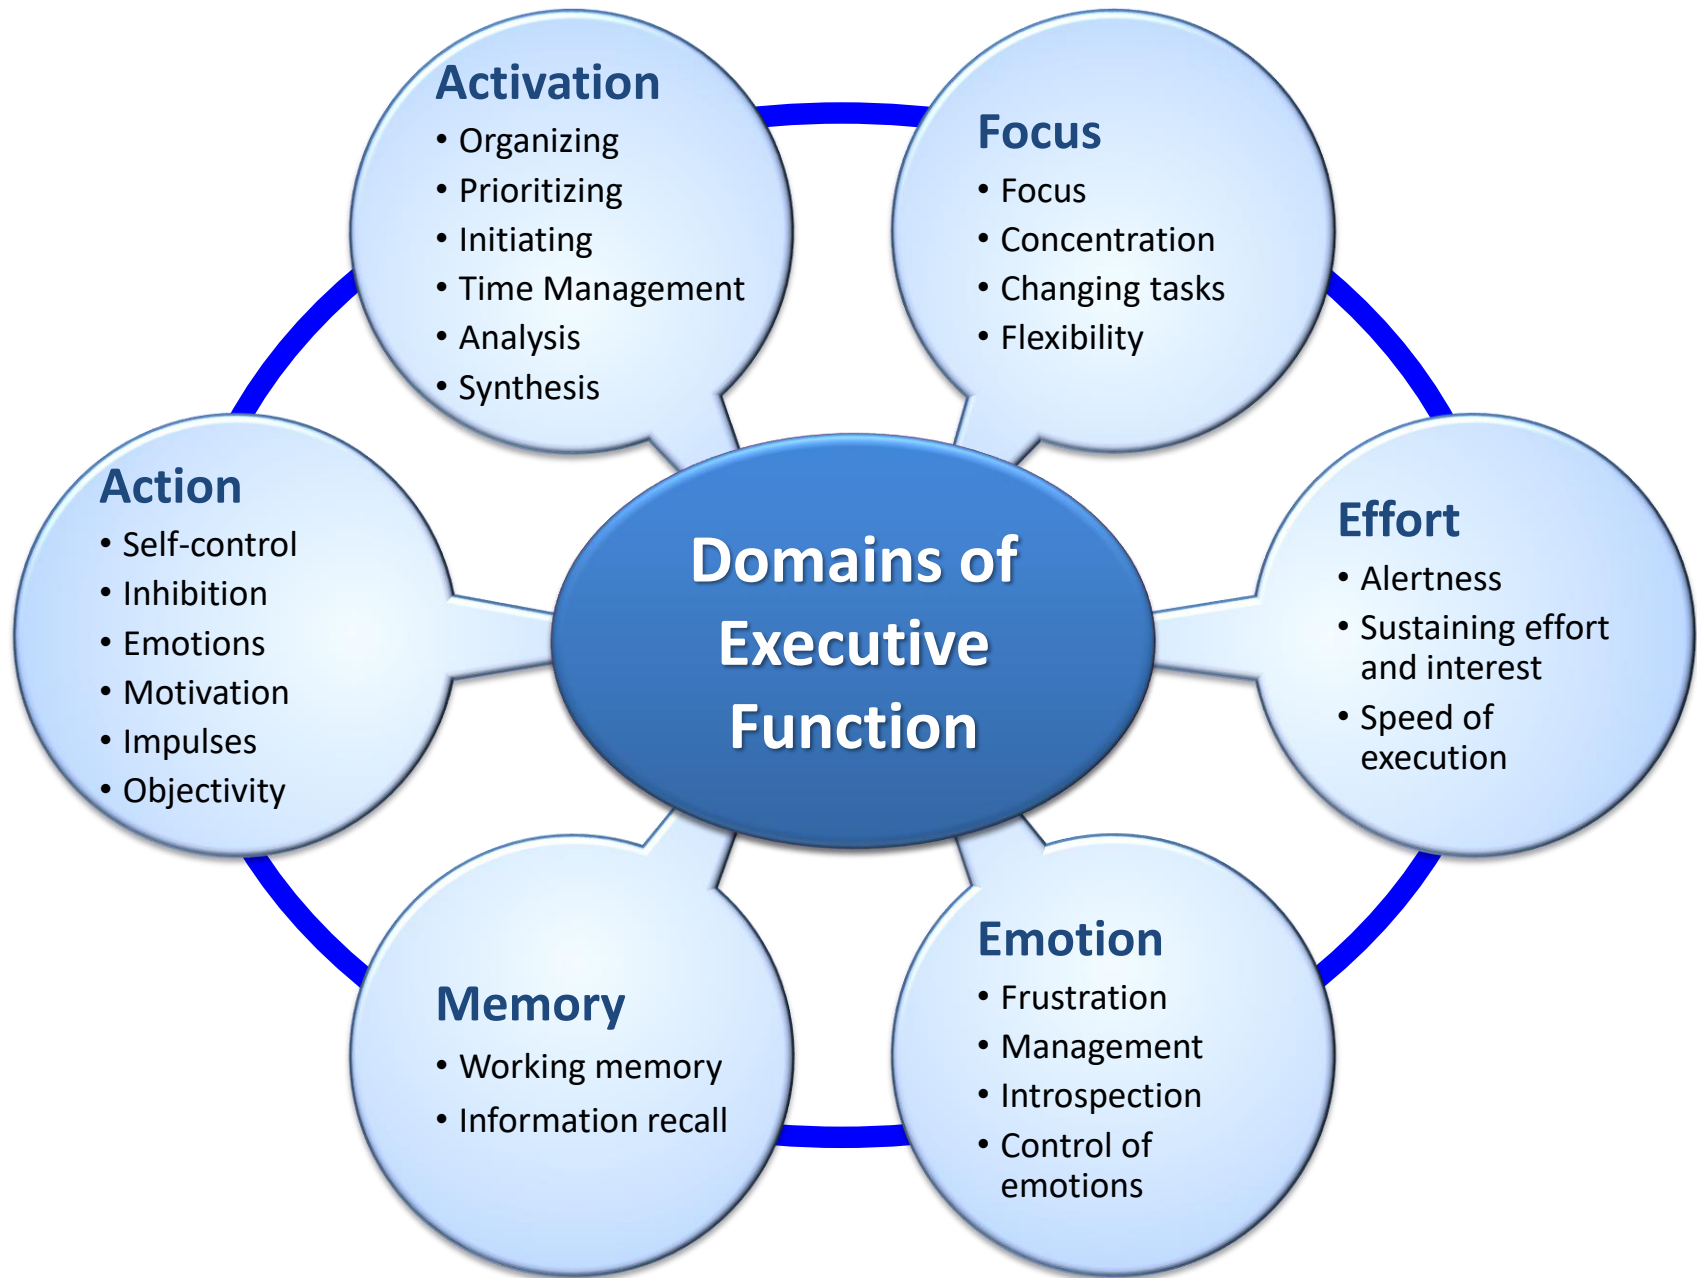 Activation
• Organizing
• Prioritizing
• Initiating
• Time Management
• Analysis
• Synthesis
Focus
• Focus
• Concentration
• Changing tasks
• Flexibility
Action
• Self-control
• Inhibition
• Emotions
• Motivation
• Impulses
• Objectivity
Domains of
Executive
Function
Effort
• Alertness
• Sustaining effort
and interest
• Speed of
execution
Memory
• Working memory
• Information recall
Emotion
• Frustration
• Management
• Introspection
• Control of
emotions